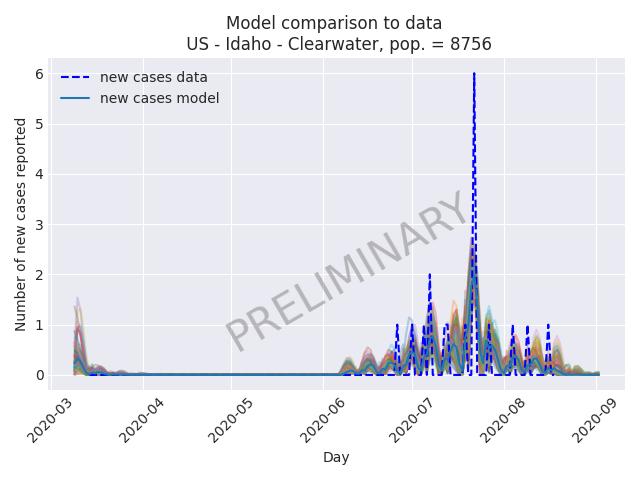 Model comparison to data
US - Idaho - Clearwater, pop. = 8756
new cases data
new cases model
Number of new cases reported
6
5
4
3
2
1
0
PRELIMINARY
2020-03
2020-04
2020-05
2020-06
2020-07
2020-08
2020-09
Day